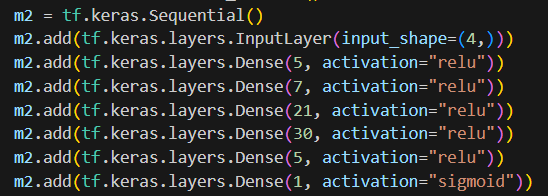 m2 = tf.keras.Sequential()
m2.add(tf.keras.layers.InputLayer(input_shape=(4,)))
m2.add(tf.keras.layers.Dense(5, activation="relu"))
m2.add(tf.keras.layers.Dense(7, activation="relu"))
m2.add(tf.keras.layers.Dense(21, activation="relu"))
m2.add(tf.keras.layers.Dense(30, activation="relu"))
m2.add(tf.keras.layers.Dense(5, activation="relu"))
m2.add(tf.keras.layers.Dense(1, activation="sigmoid"))